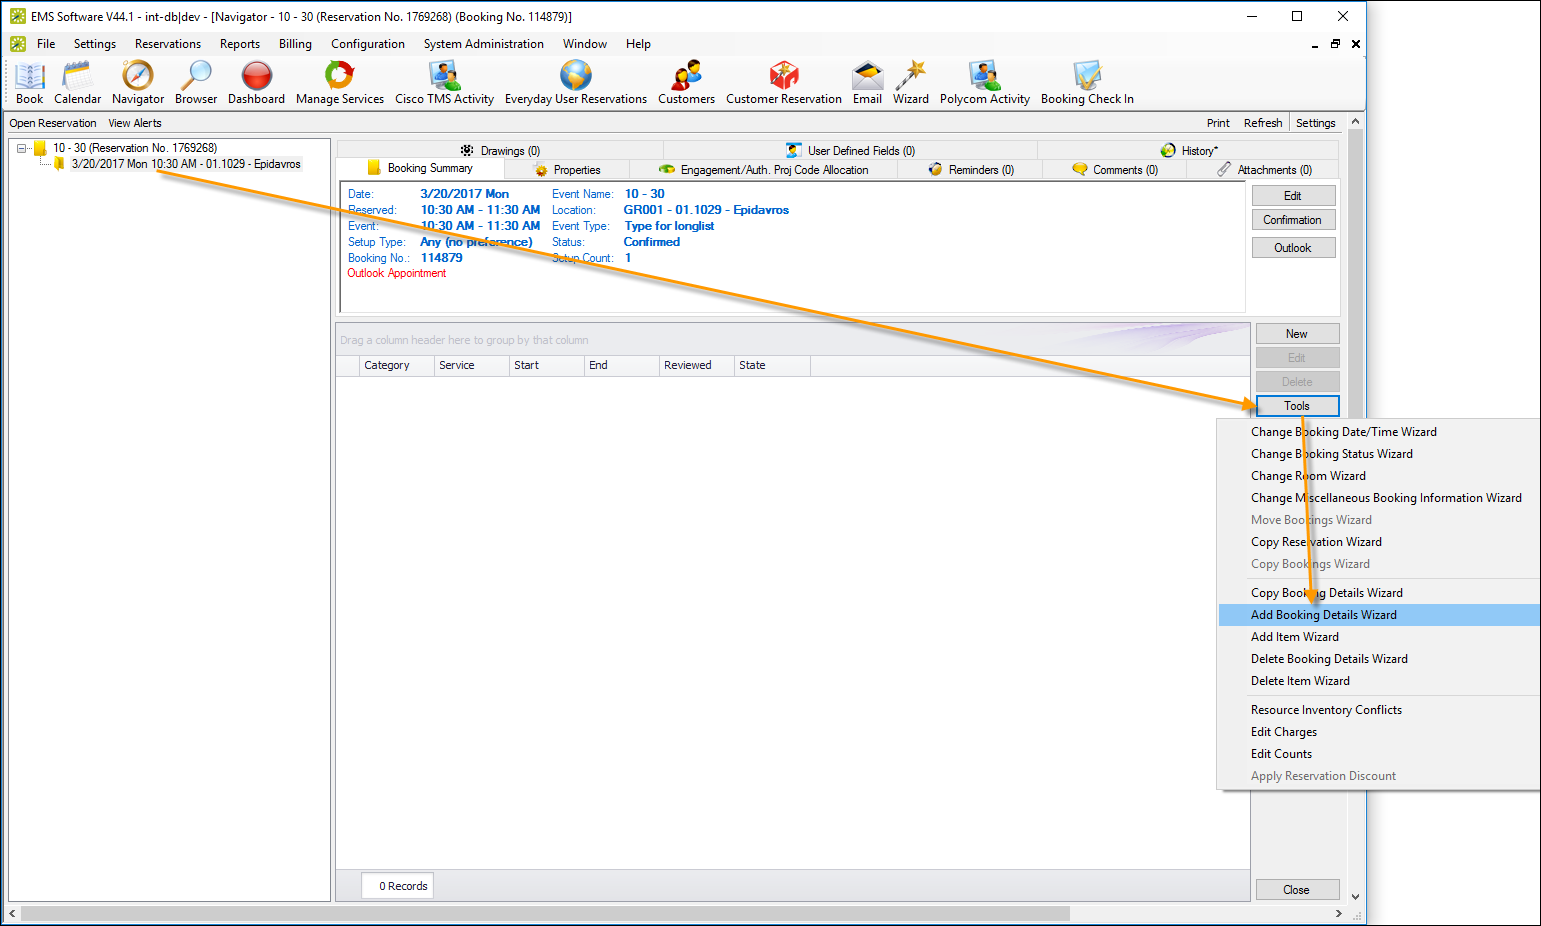 EMS Software V44.1 - int-db|dev - [Navigator - 10 - 30 (Reservation No. 1769268) (Booking No. 114879)]
File Settings Reservations Reports Billing Configuration System Administration Window Help
Book Calendar Navigator Browser Dashboard Manage Services Cisco TMS Activity Everyday User Reservations Customers Customer Reservation Email Wizard Polycom Activity Booking Check In
Open Reservation View Alerts Print Refresh Settings
10 - 30 (Reservation No. 1769268)
3/20/2017 Mon 10:30 AM - 01.1029 - Epidavros
Drawings (0) User Defined Fields (0) History*
Booking Summary Properties Engagement/Auth. Proj Code Allocation Reminders (0) Comments (0) Attachments (0)
Date: 3/20/2017 Mon Event Name: 10 - 30
Reserved: 10:30 AM - 11:30 AM Location: GR001 - 01.1029 - Epidavros
Event: 10:30 AM - 11:30 AM Event Type: Type for longlist
Setup Type: Any (no preference) Status: Confirmed
Booking No.: 114879 Setup Count: 1
Outlook Appointment
Edit
Confirmation
Outlook
Drag a column header here to group by that column
Category Service Start End Reviewed State
New
Edit
Delete
Tools
Change Booking Date/Time Wizard
Change Booking Status Wizard
Change Room Wizard
Change Miscellaneous Booking Information Wizard
Move Bookings Wizard
Copy Reservation Wizard
Copy Bookings Wizard
Copy Booking Details Wizard
Add Booking Details Wizard
Add Item Wizard
Delete Booking Details Wizard
Delete Item Wizard
Resource Inventory Conflicts
Edit Charges
Edit Counts
Apply Reservation Discount
0 Records
Close